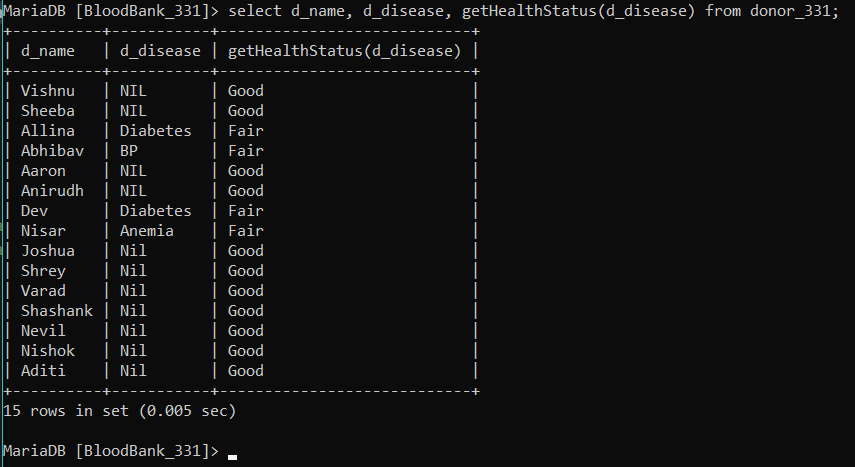 MariaDB [BloodBank_331]> select d_name, d_disease, getHealthStatus(d_disease) from donor_331;
+----------+-----------+----------------------------+
| d_name   | d_disease | getHealthStatus(d_disease) |
+----------+-----------+----------------------------+
| Vishnu   | NIL       | Good                       |
| Sheeba   | NIL       | Good                       |
| Allina   | Diabetes  | Fair                       |
| Abhibav  | BP        | Fair                       |
| Aaron    | NIL       | Good                       |
| Anirudh  | NIL       | Good                       |
| Dev      | Diabetes  | Fair                       |
| Nisar    | Anemia    | Fair                       |
| Joshua   | Nil       | Good                       |
| Shrey    | Nil       | Good                       |
| Varad    | Nil       | Good                       |
| Shashank | Nil       | Good                       |
| Nevil    | Nil       | Good                       |
| Nishok   | Nil       | Good                       |
| Aditi    | Nil       | Good                       |
+----------+-----------+----------------------------+
15 rows in set (0.005 sec)
MariaDB [BloodBank_331]> _